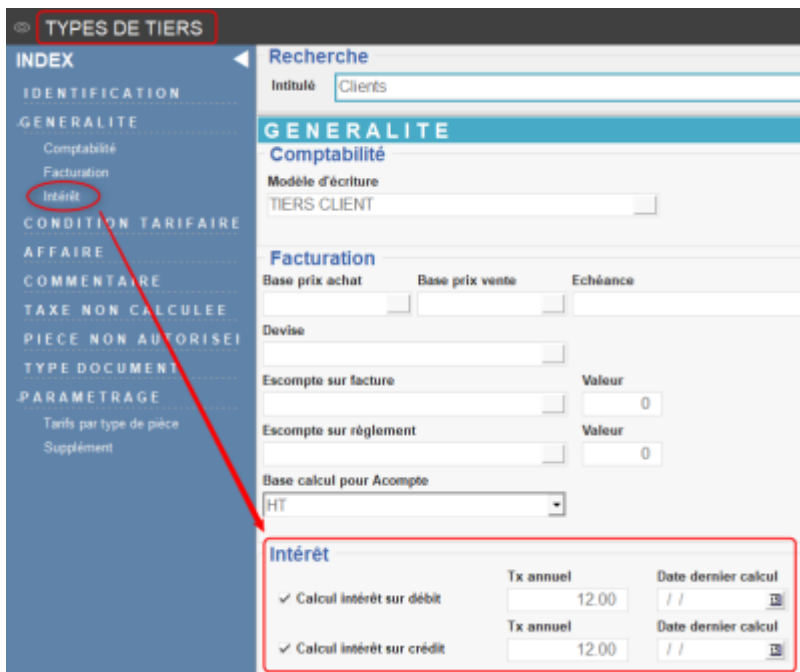 TYPES DE TIERS
INDEX
IDENTIFICATION
GENERALITE
Comptabilité
Facturation
Intérêt
CONDITION TARIFAIRE
AFFAIRE
COMMENTAIRE
TAXE NON CALCULEE
PIECE NON AUTORISEI
TYPE DOCUMENT
PARAMETRAGE
Tarifs par type de pièce
Supplément
Recherche
Intitulé Clients
GENERALITE
Comptabilité
Modèle d'écriture
TIERS CLIENT
Facturation
Base prix achat Base prix vente Echéance
Devise
Escompte sur facture Valeur
0
Escompte sur règlement Valeur
0
Base calcul pour Acompte
HT
Intérêt
Tx annuel Date dernier calcul
Calcul intérêt sur débit 12.00 / /
Tx annuel Date dernier calcul
Calcul intérêt sur crédit 12.00 / /